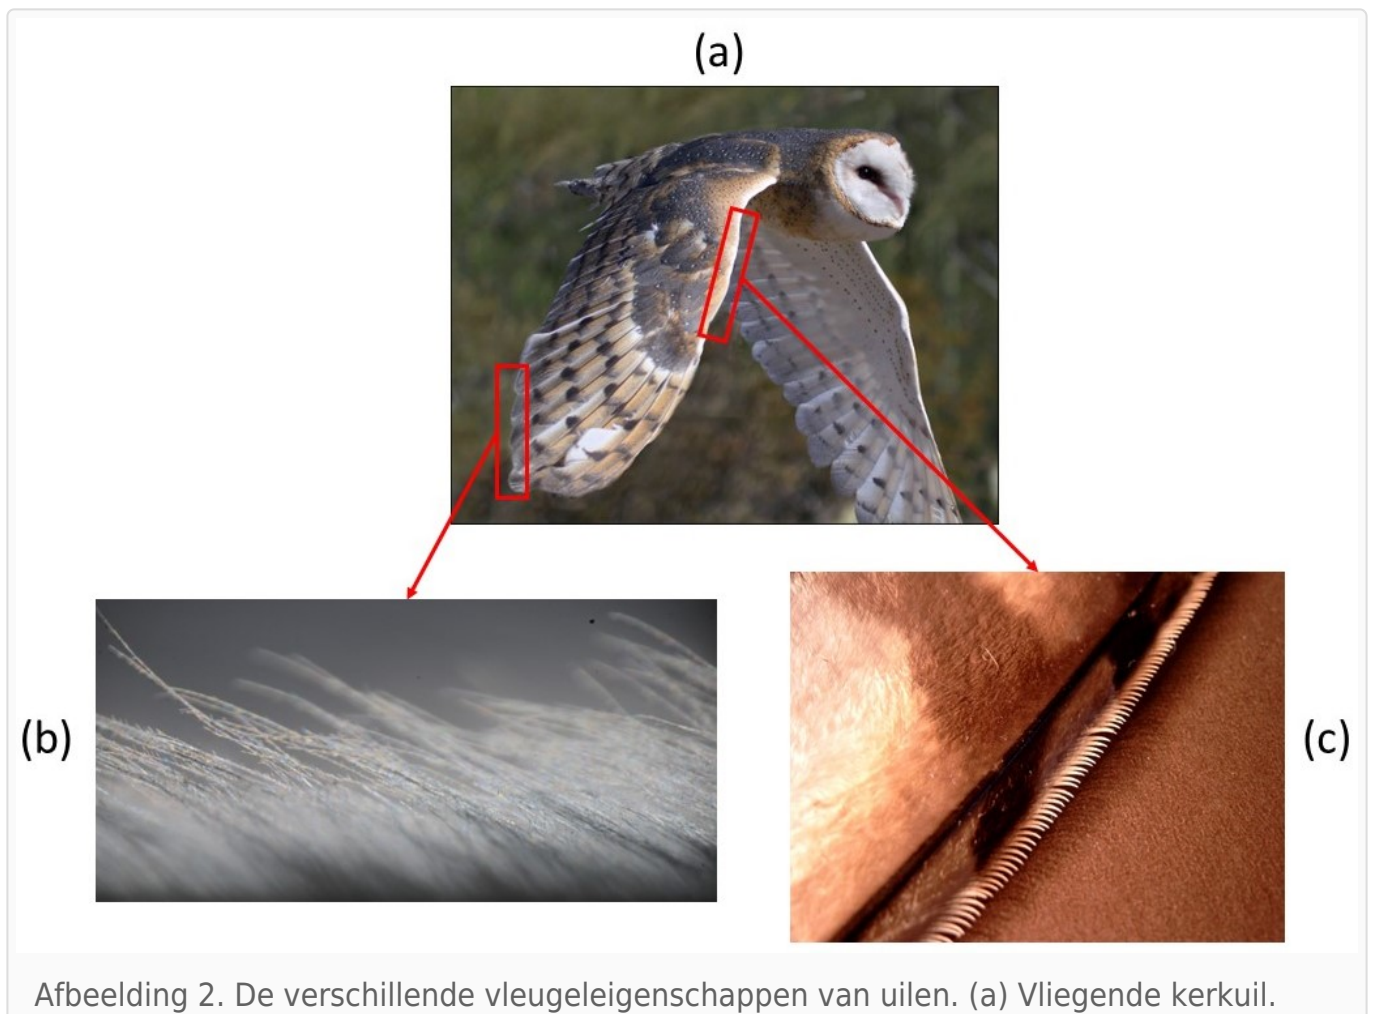 (a)
(b)
(c)
Afbeelding 2. De verschillende vleugeleigenschappen van uilen. (a) Vliegende kerkuil.